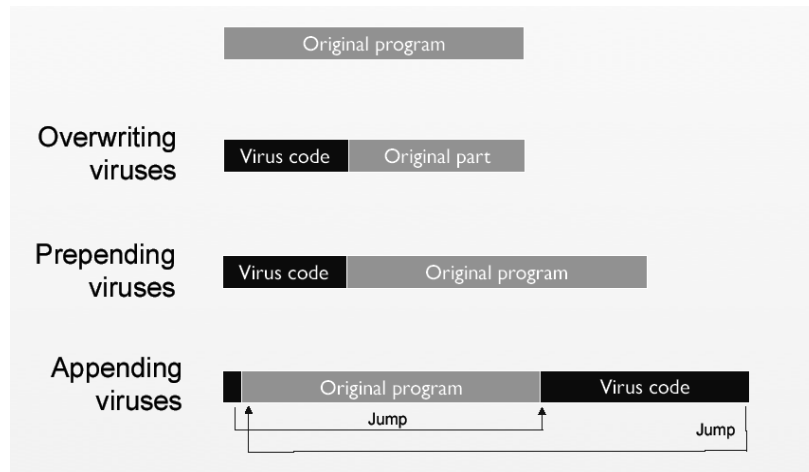 Original program
Overwriting
viruses
Virus code
Original part
Prepending
viruses
Virus code
Original program
Appending
viruses
Original program
Virus code
Jump
Jump